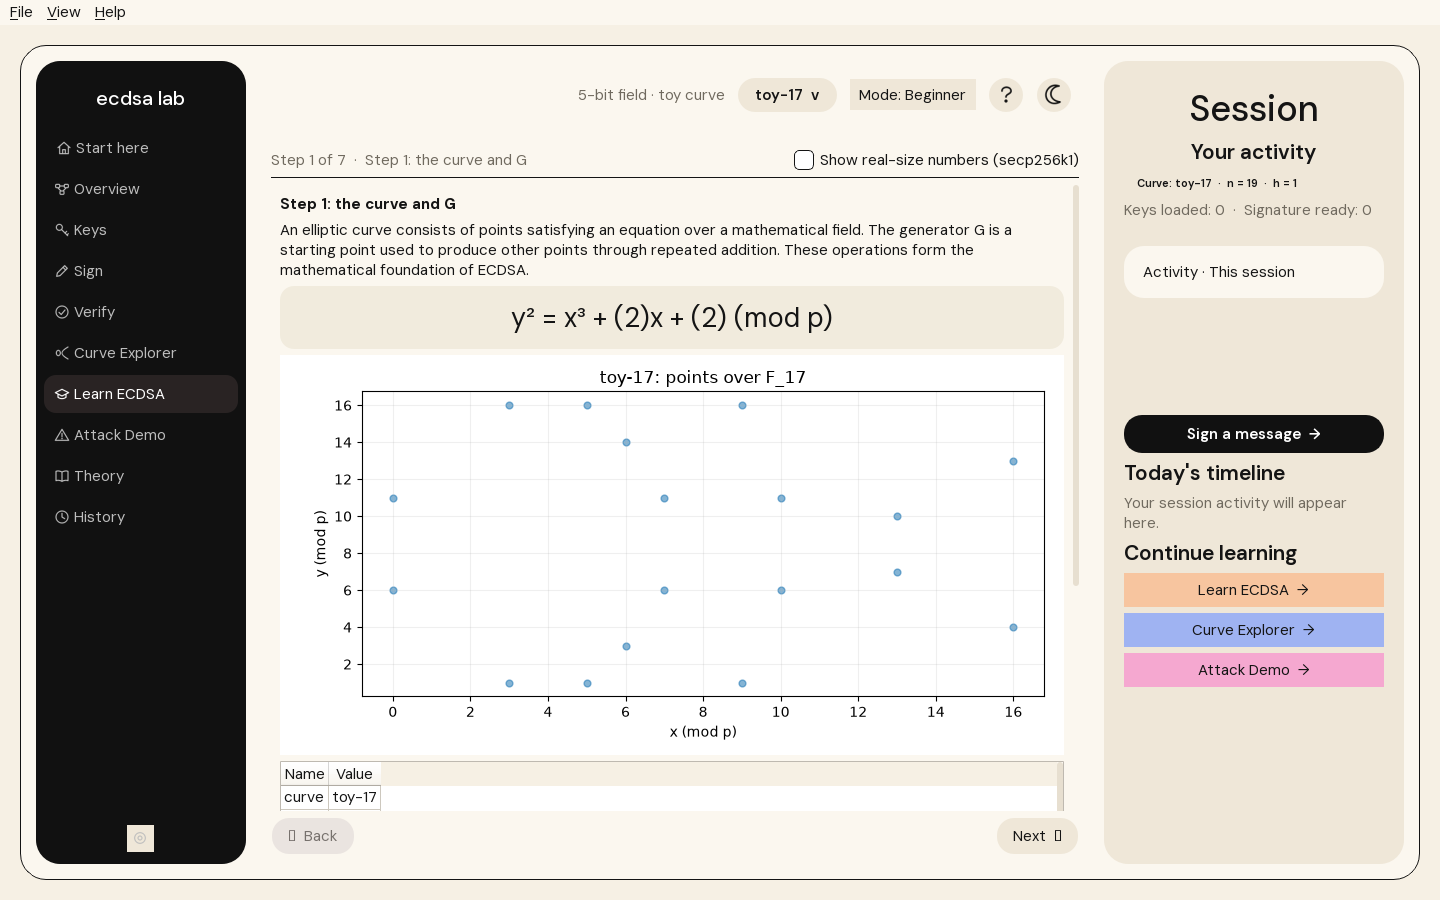 File View Help
ecdsa lab
Start here
Overview
Keys
Sign
Verify
Curve Explorer
Learn ECDSA
Attack Demo
Theory
History
5-bit field · toy curve
toy-17 v
Mode: Beginner
?
Step 1 of 7 · Step 1: the curve and G
Show real-size numbers (secp256k1)
Step 1: the curve and G
An elliptic curve consists of points satisfying an equation over a mathematical field. The generator G is a
starting point used to produce other points through repeated addition. These operations form the
mathematical foundation of ECDSA.
y² = x³ + (2)x + (2) (mod p)
toy-17: points over F_17
16
14
12
10
8
6
4
2
y (mod p)
0 2 4 6 8 10 12 14 16
x (mod p)
Name Value
curve toy-17
Back
Next
Session
Your activity
Curve: toy-17 · n = 19 · h = 1
Keys loaded: 0 · Signature ready: 0
Activity · This session
Sign a message →
Today's timeline
Your session activity will appear
here.
Continue learning
Learn ECDSA →
Curve Explorer →
Attack Demo →